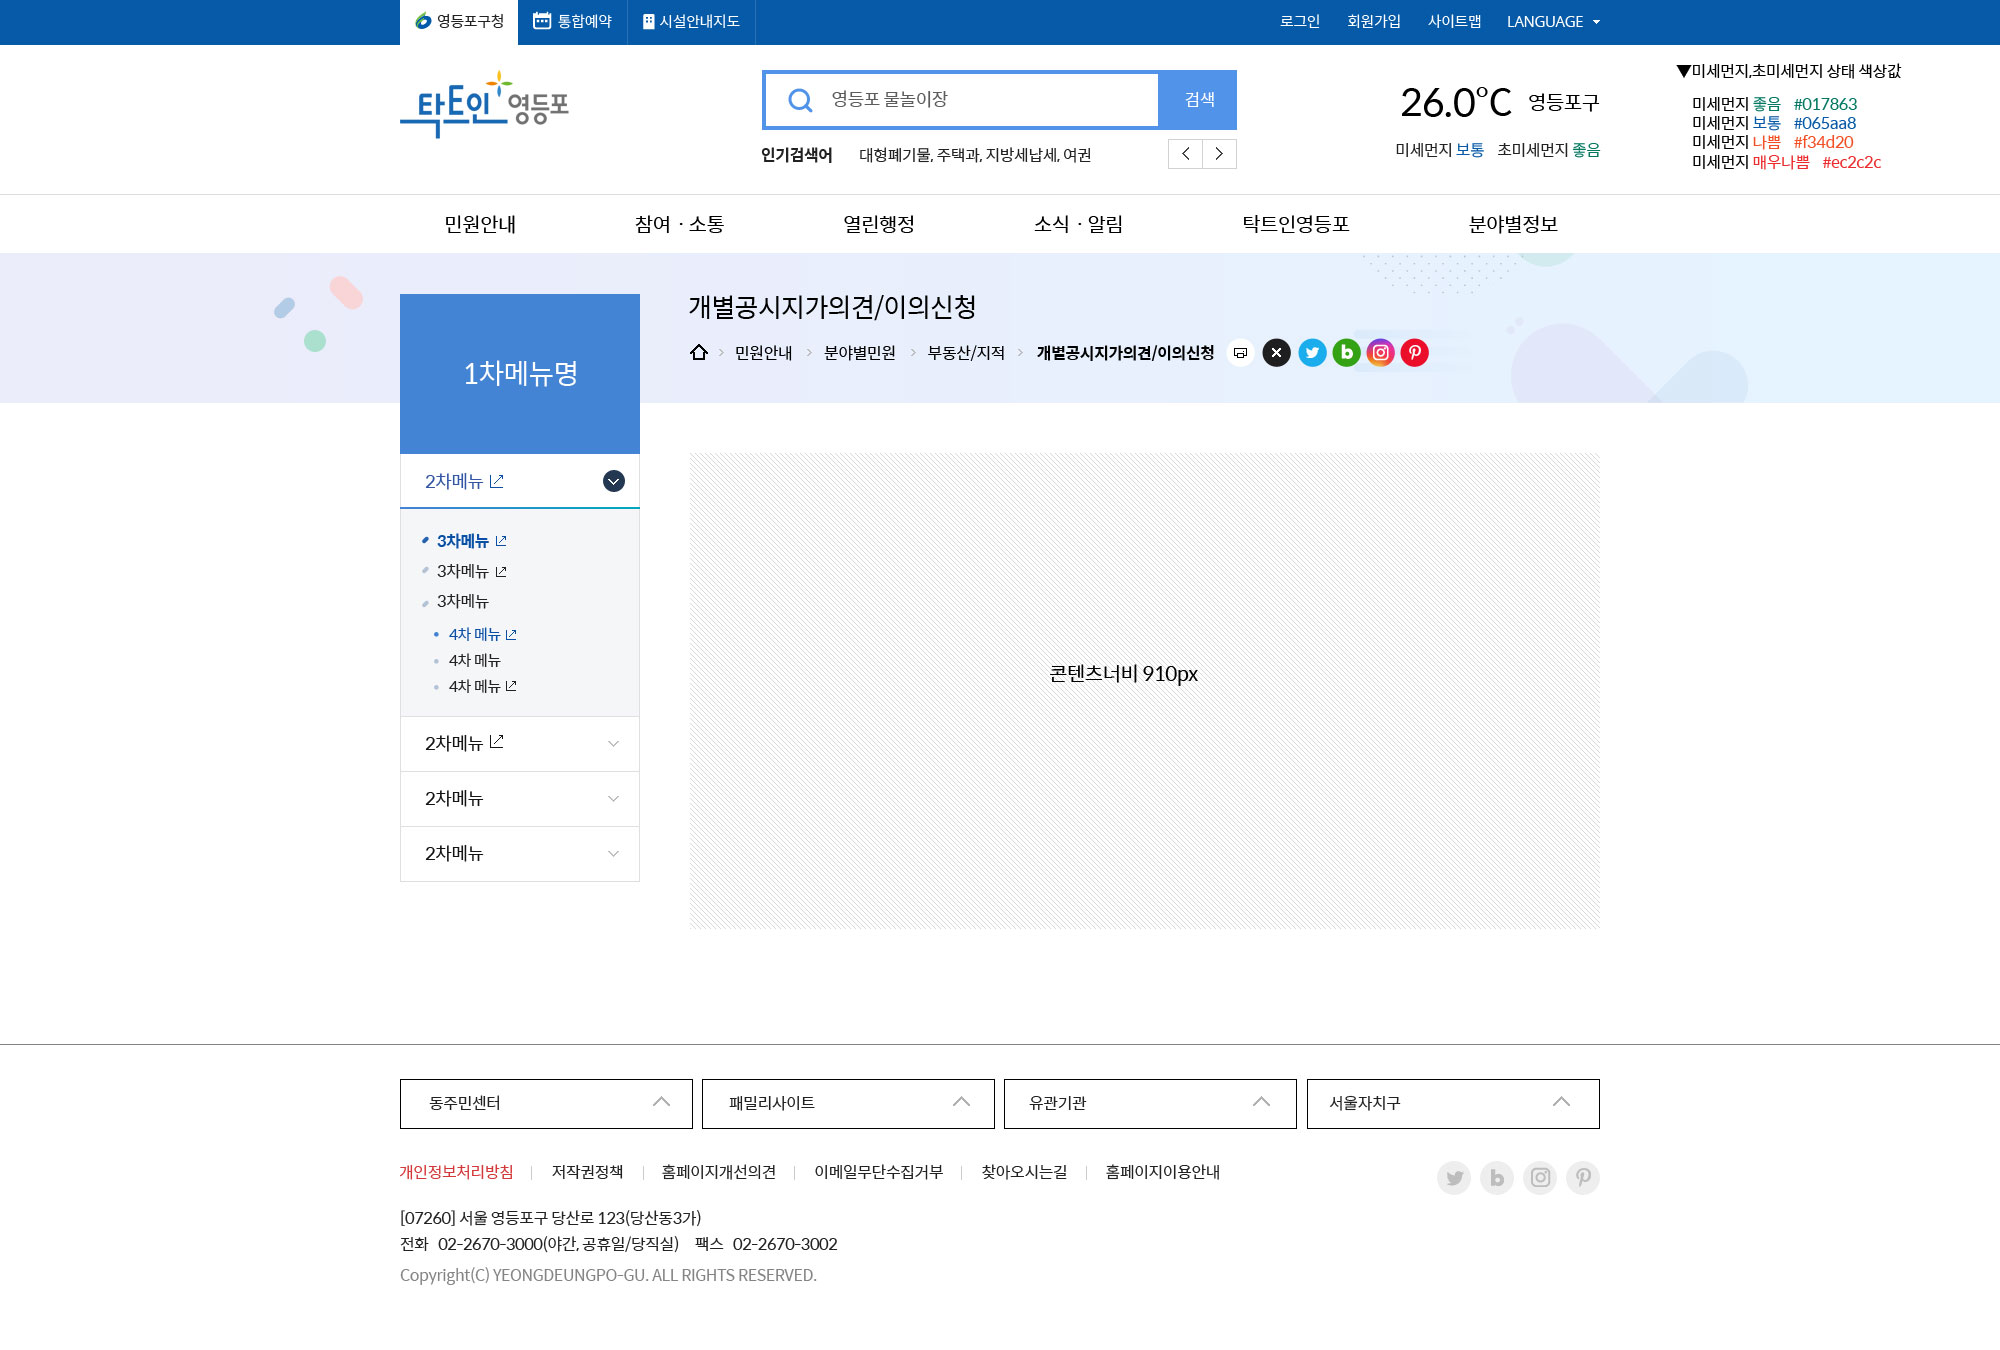 영등포구청 통합예약 시설안내지도 로그인 회원가입 사이트맵 LANGUAGE
탁트인 영등포
영등포 물놀이장 검색
인기검색어 대형폐기물, 주택과, 지방세납세, 여권
26.0°C 영등포구
미세먼지 보통 초미세먼지 좋음
▼미세먼지,초미세먼지 상태 색상값
미세먼지 좋음 #017863
미세먼지 보통 #065aa8
미세먼지 나쁨 #f34d20
미세먼지 매우나쁨 #ec2c2c
민원안내 참여 · 소통 열린행정 소식 · 알림 탁트인영등포 분야별정보
개별공시지가의견/이의신청
민원안내 > 분야별민원 > 부동산/지적 > 개별공시지가의견/이의신청
1차메뉴명
2차메뉴
3차메뉴
3차메뉴
3차메뉴
4차 메뉴
4차 메뉴
4차 메뉴
2차메뉴
2차메뉴
2차메뉴
콘텐츠너비 910px
동주민센터 패밀리사이트 유관기관 서울자치구
개인정보처리방침 저작권정책 홈페이지개선의견 이메일무단수집거부 찾아오시는길 홈페이지이용안내
[07260] 서울 영등포구 당산로 123(당산동3가)
전화 02-2670-3000(야간, 공휴일/당직실) 팩스 02-2670-3002
Copyright(C) YEONGDEUNGPO-GU. ALL RIGHTS RESERVED.